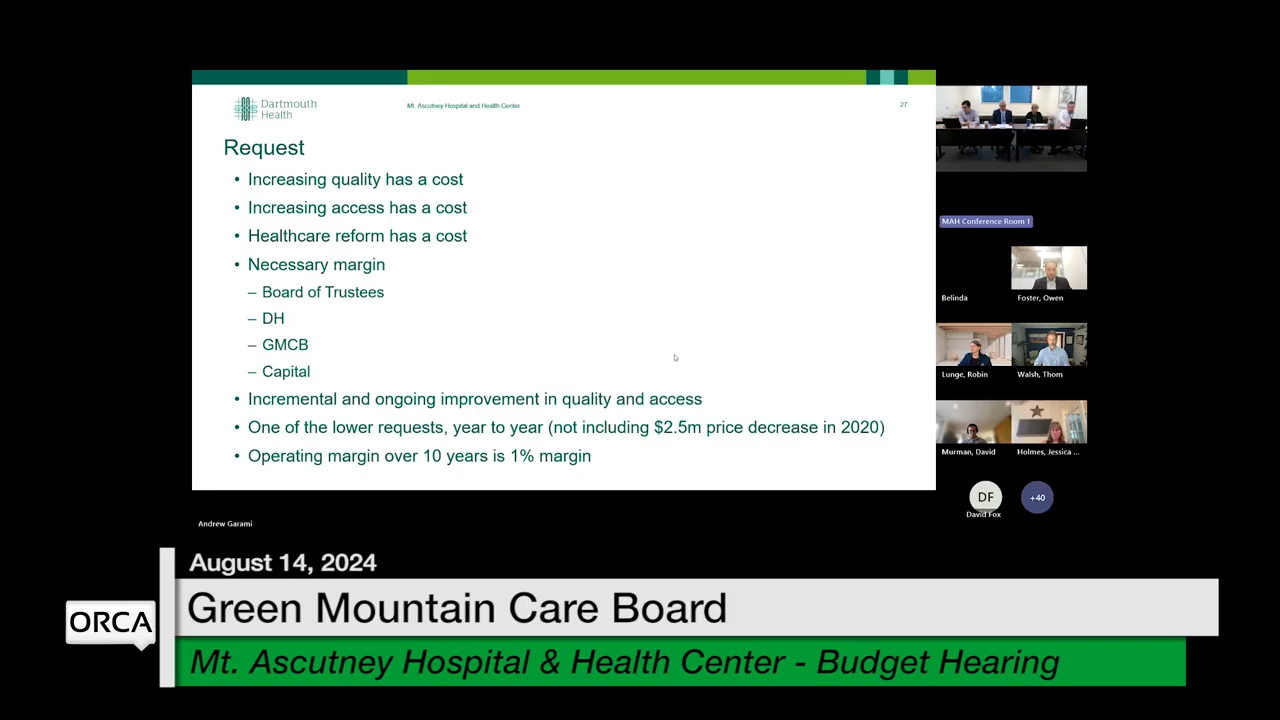 Dartmouth
Health
Mt. Ascutney Hospital and Health Center
27
Request
• Increasing quality has a cost
• Increasing access has a cost
• Healthcare reform has a cost
• Necessary margin
– Board of Trustees
– DH
– GMCB
– Capital
• Incremental and ongoing improvement in quality and access
• One of the lower requests, year to year (not including $2.5m price decrease in 2020)
• Operating margin over 10 years is 1% margin
MAH Conference Room 1
Belinda
Foster, Owen
Lunge, Robin
Walsh, Thom
Murman, David
Holmes, Jessica ...
DF
+40
David Fox
Andrew Garami
August 14, 2024
ORCA
Green Mountain Care Board
Mt. Ascutney Hospital & Health Center - Budget Hearing